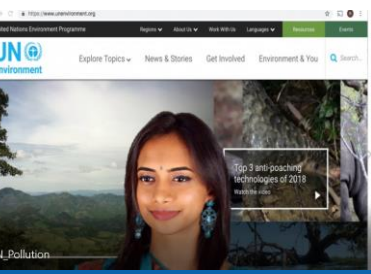 https://www.unenvironment.org
United Nations Environment Programme Regions About Us Work With Us Languages Resources Events
UN environment
Explore Topics News & Stories Get Involved Environment & You Search...
Top 3 anti-poaching
technologies of 2018
Watch the video
N_Pollution